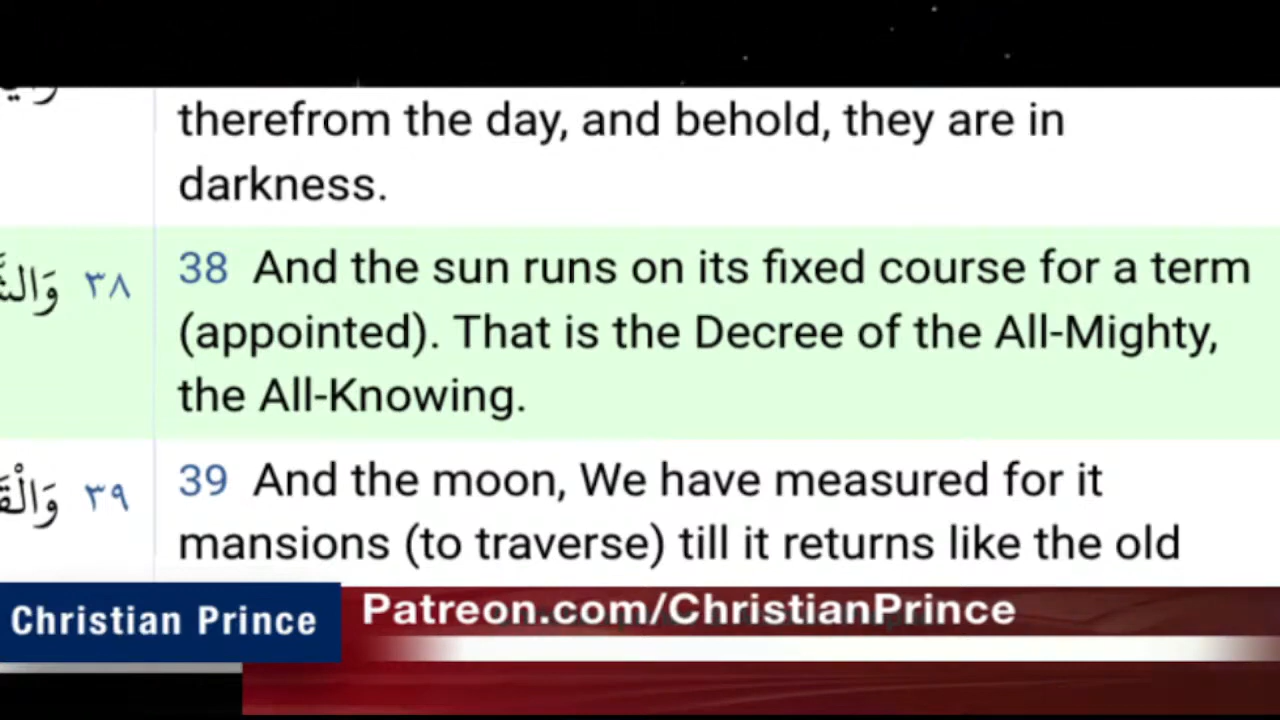 therefrom the day, and behold, they are in
darkness.
٣٨ 38 And the sun runs on its fixed course for a term
(appointed). That is the Decree of the All-Mighty,
the All-Knowing.
٣٩ 39 And the moon, We have measured for it
mansions (to traverse) till it returns like the old
Christian Prince
Patreon.com/ChristianPrince